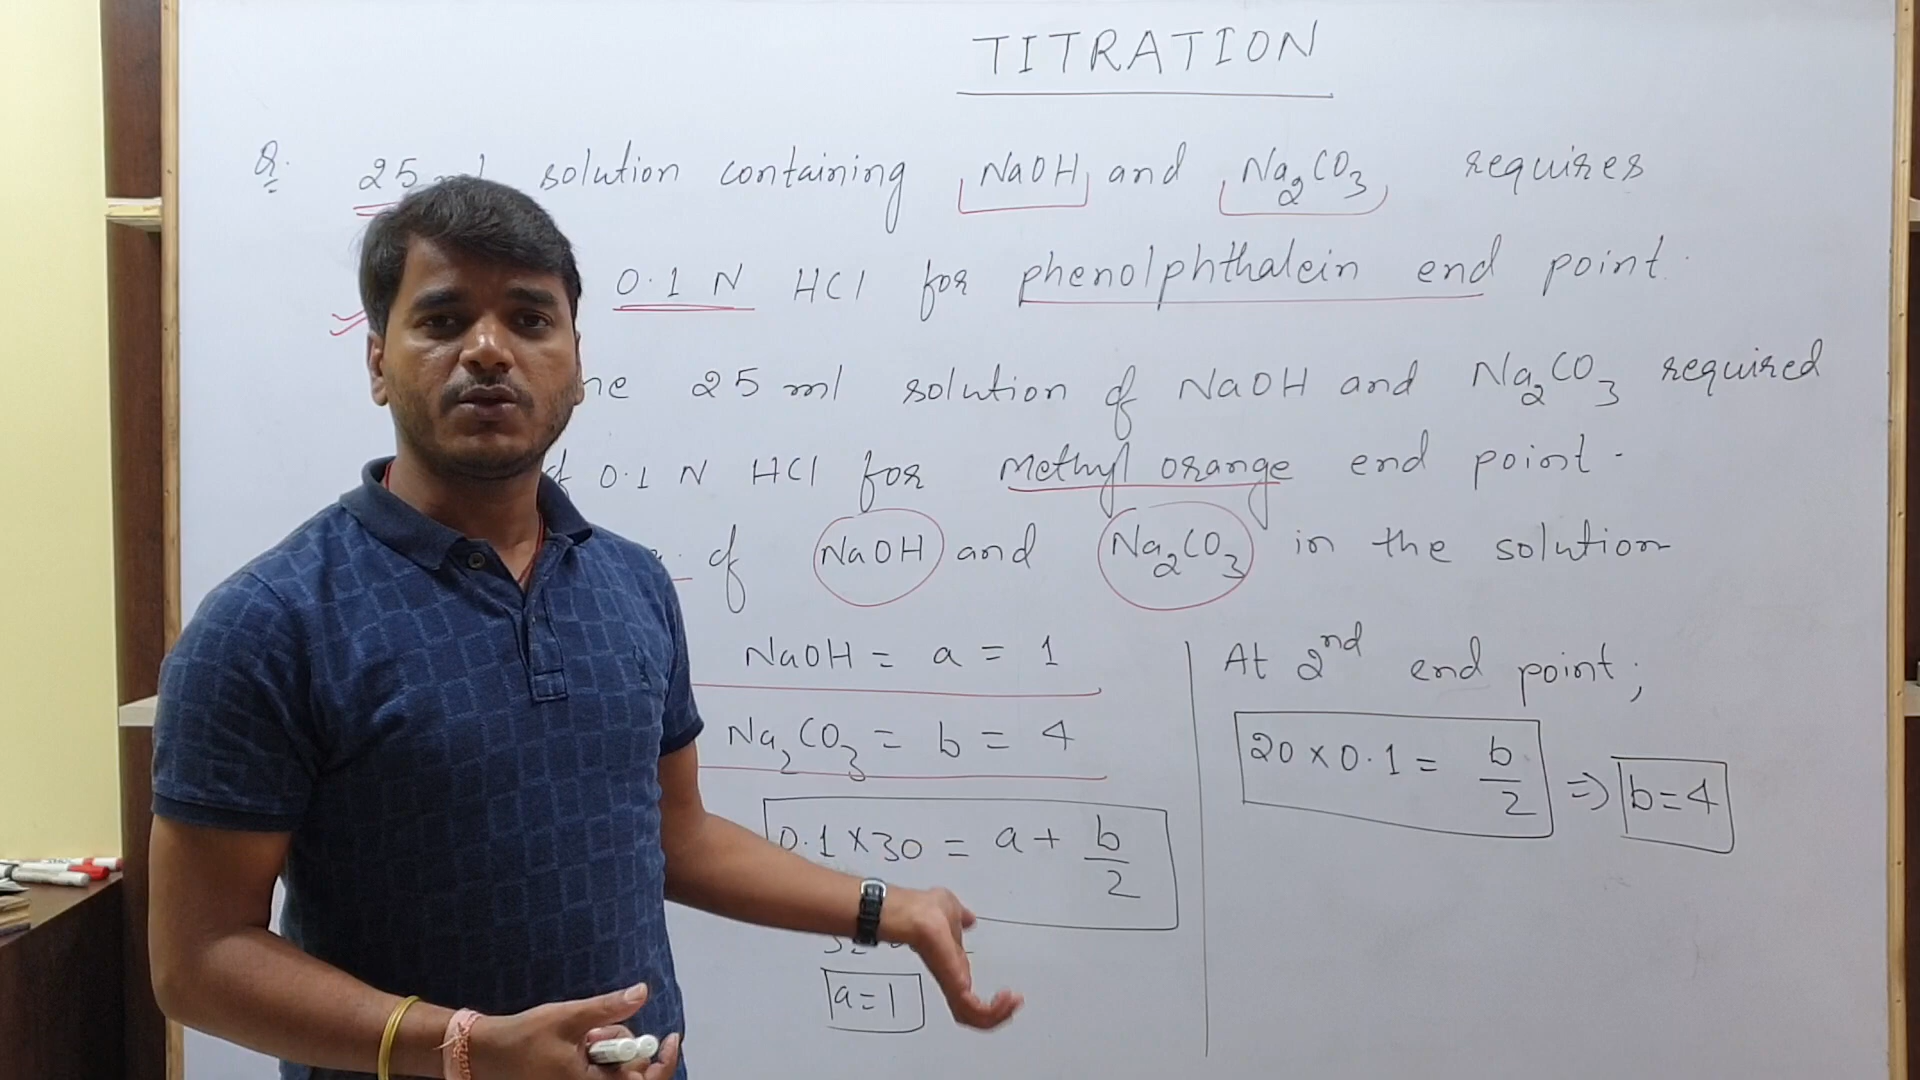 TITRATION
Q. 25 ml solution containing NaOH and Na2CO3 requires
0.1 N HCl for phenolphthalein end point.
25 ml solution of NaOH and Na2CO3 required
0.1 N HCl for Methyl orange end point.
of NaOH and Na2CO3 in the solution
NaOH = a = 1
Na2CO3 = b = 4
0.1 × 30 = a + b/2
a = 1
At 2nd end point;
20 × 0.1 = b/2 ⇒ b = 4